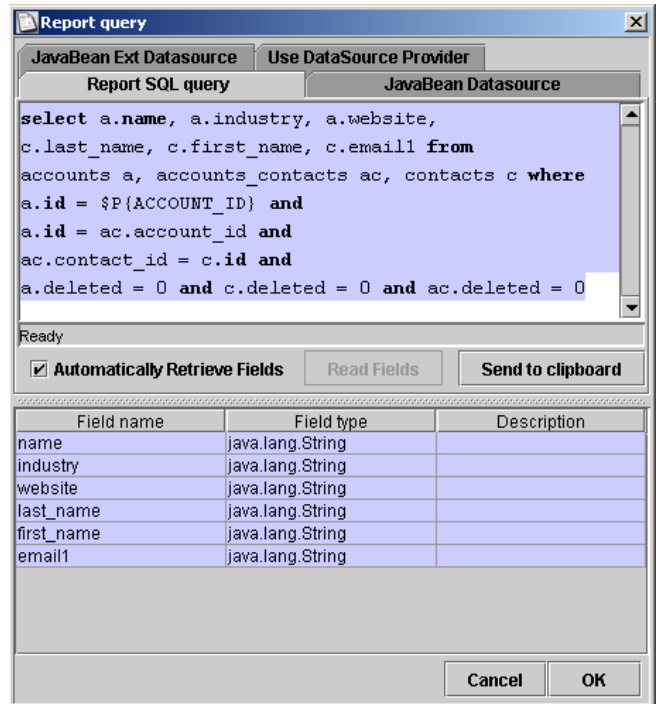 Report query
JavaBean Ext Datasource Use DataSource Provider
Report SQL query JavaBean Datasource
select a.name, a.industry, a.website,
c.last_name, c.first_name, c.email1 from
accounts a, accounts_contacts ac, contacts c where
a.id = $P{ACCOUNT_ID} and
a.id = ac.account_id and
ac.contact_id = c.id and
a.deleted = 0 and c.deleted = 0 and ac.deleted = 0
Ready
Automatically Retrieve Fields Read Fields Send to clipboard
Field name Field type Description
name java.lang.String
industry java.lang.String
website java.lang.String
last_name java.lang.String
first_name java.lang.String
email1 java.lang.String
Cancel OK